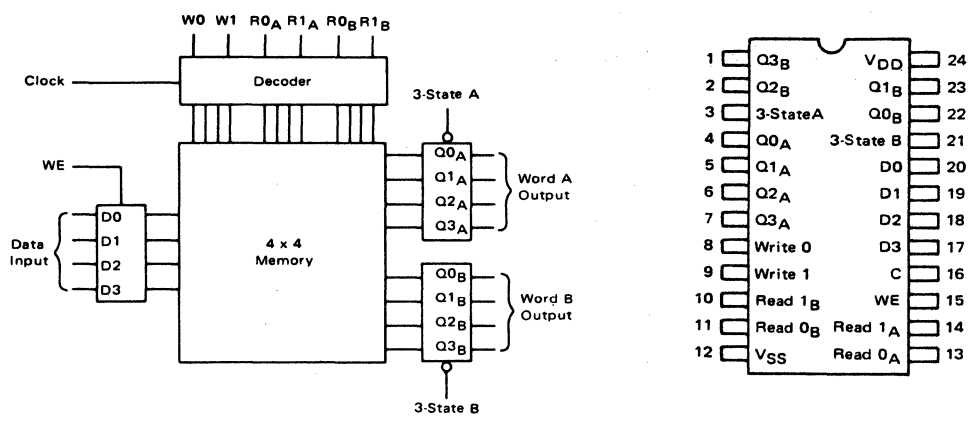 W0 W1 R0A R1A R0B R1B
Clock
Decoder
3-State A
WE
D0
D1
D2
D3
Data
Input
4 x 4
Memory
Q0A
Q1A
Q2A
Q3A
Word A
Output
Q0B
Q1B
Q2B
Q3B
Word B
Output
3-State B
1 Q3B VDD 24
2 Q2B Q1B 23
3 3-StateA Q0B 22
4 Q0A 3-State B 21
5 Q1A D0 20
6 Q2A D1 19
7 Q3A D2 18
8 Write 0 D3 17
9 Write 1 C 16
10 Read 1B WE 15
11 Read 0B Read 1A 14
12 VSS Read 0A 13